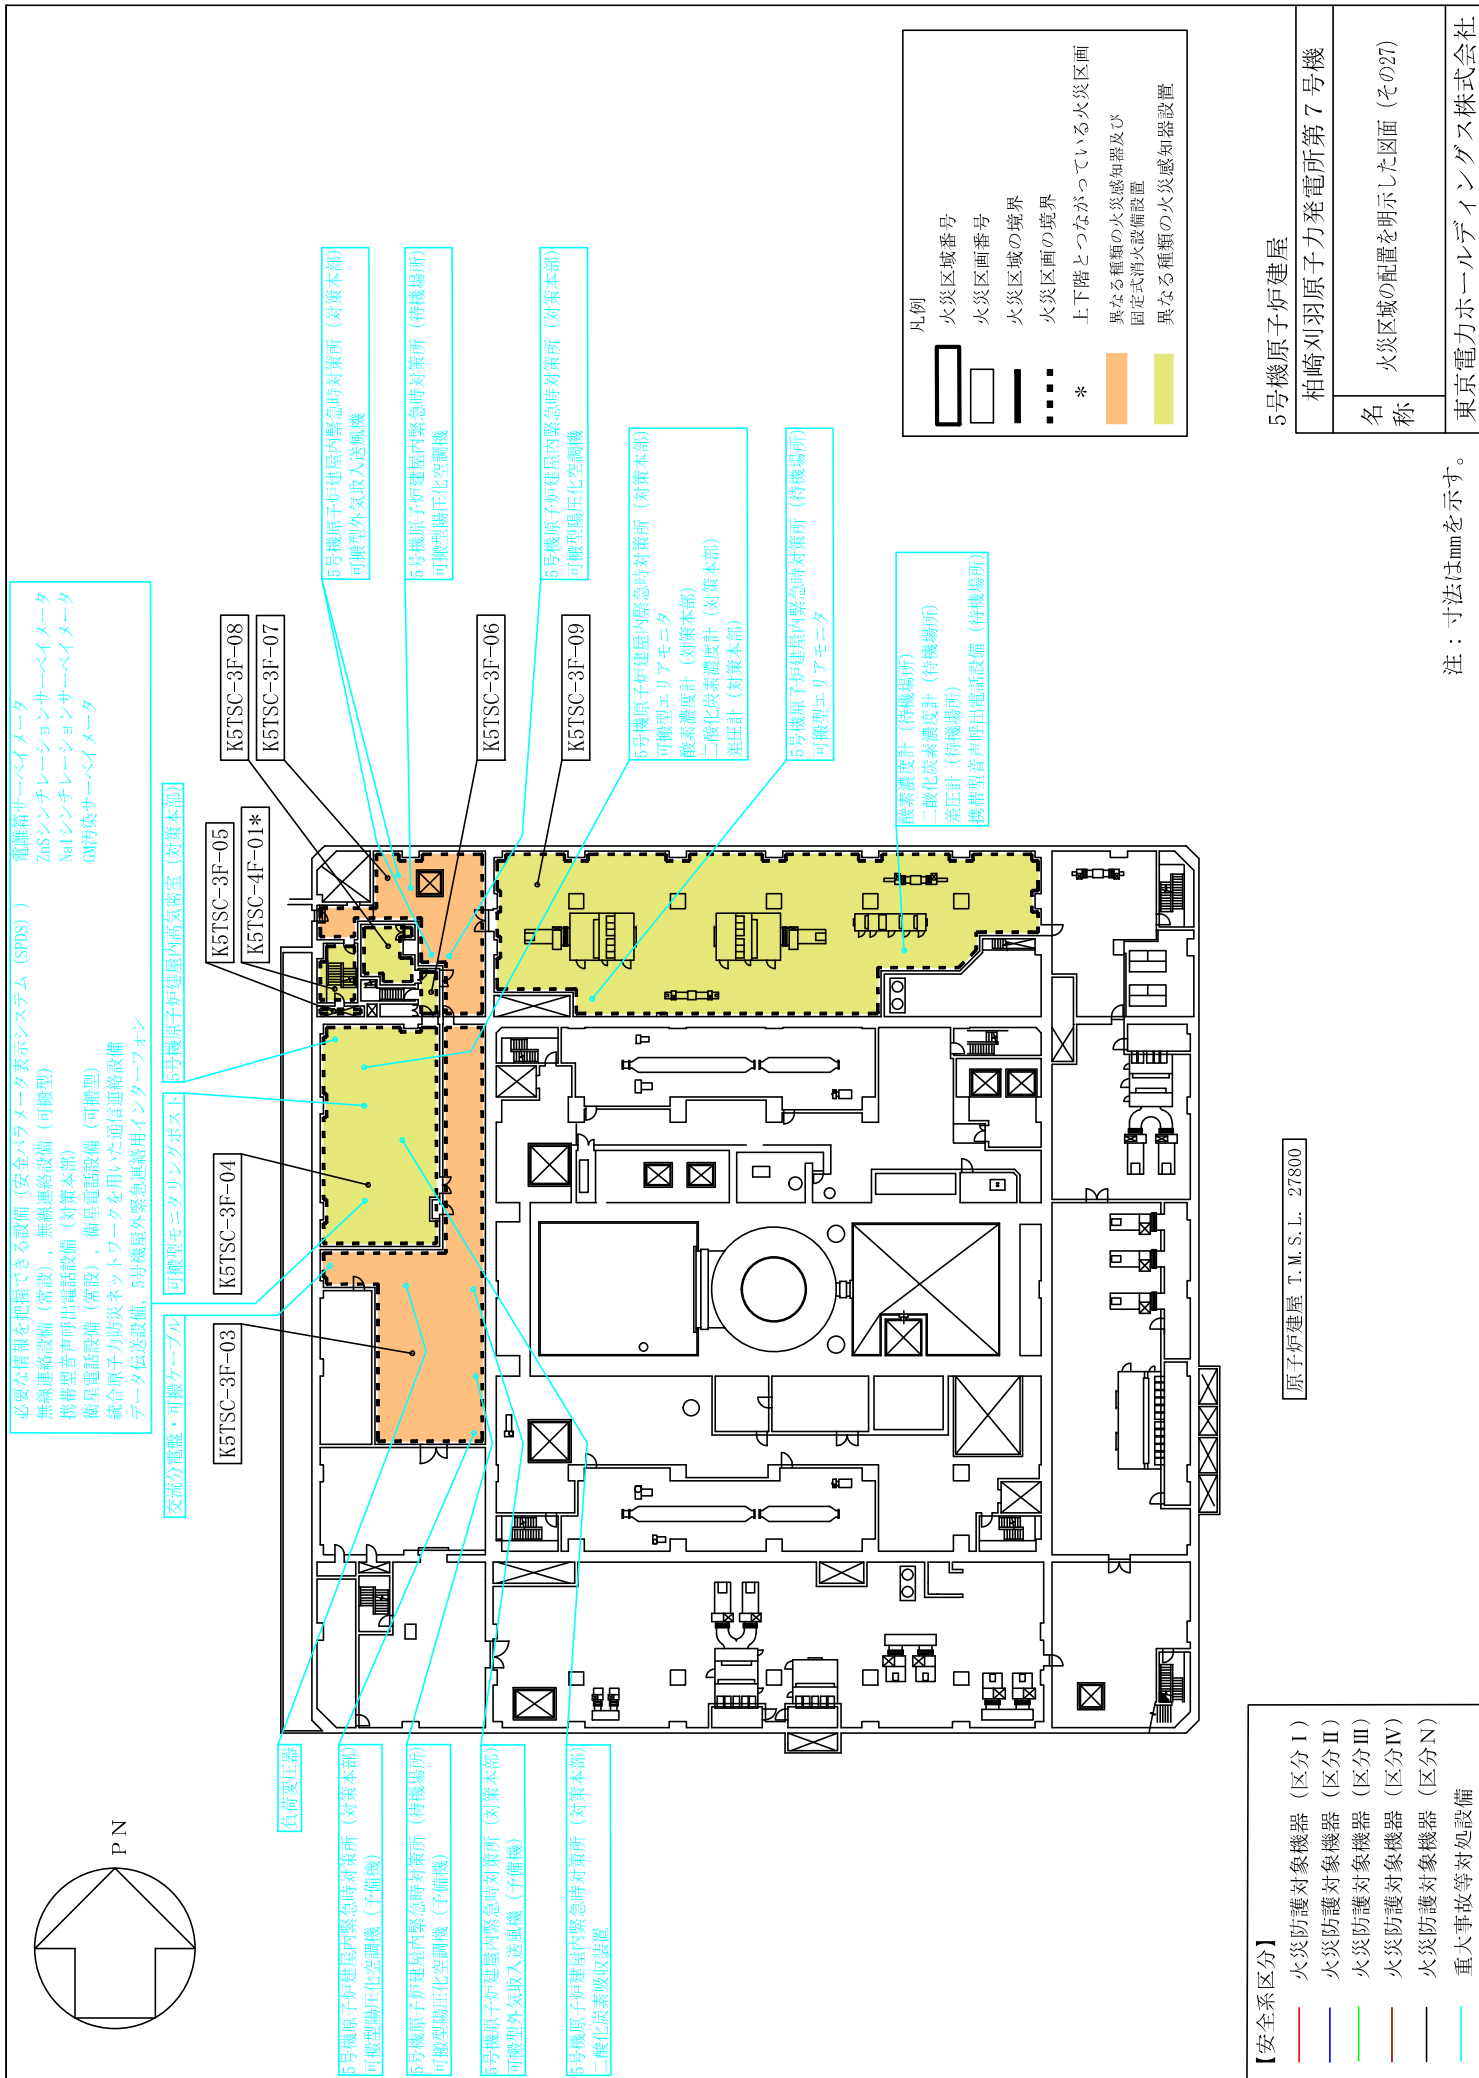 必要な情報を把握できる設備（安全パラメータ表示システム（SPDS））
無線連絡設備（常設），無線連絡設備（可搬型）
携帯型音声呼出電話設備（対策本部）
衛星電話設備（常設），衛星電話設備（可搬型）
統合原子力防災ネットワークを用いた通信連絡設備
データ伝送設備，5号機屋外緊急連絡用インターフォン
電離箱サーベイメータ
ZnSシンチレーションサーベイメータ
NaIシンチレーションサーベイメータ
GM汚染サーベイメータ
交流分電盤・可搬ケーブル
可搬型モニタリングポスト
5号機原子炉建屋内高気密室（対策本部）
K5TSC-3F-03
K5TSC-3F-04
K5TSC-3F-05
K5TSC-4F-01*
K5TSC-3F-08
K5TSC-3F-07
K5TSC-3F-06
K5TSC-3F-09
5号機原子炉建屋内緊急時対策所（対策本部）
可搬型外気取入送風機
5号機原子炉建屋内緊急時対策所（待機場所）
可搬型陽圧化空調機
5号機原子炉建屋内緊急時対策所（対策本部）
可搬型陽圧化空調機
5号機原子炉建屋内緊急時対策所（対策本部）
可搬型エリアモニタ
酸素濃度計（対策本部）
二酸化炭素濃度計（対策本部）
差圧計（対策本部）
5号機原子炉建屋内緊急時対策所（待機場所）
可搬型エリアモニタ
酸素濃度計（待機場所）
二酸化炭素濃度計（待機場所）
差圧計（待機場所）
携帯型音声呼出電話設備（待機場所）
PN
負荷変圧器
5号機原子炉建屋内緊急時対策所（対策本部）
可搬型陽圧化空調機（予備機）
5号機原子炉建屋内緊急時対策所（待機場所）
可搬型陽圧化空調機（予備機）
5号機原子炉建屋内緊急時対策所（対策本部）
可搬型外気取入送風機（予備機）
5号機原子炉建屋内緊急時対策所（対策本部）
二酸化炭素吸収装置
凡例
火災区域番号
火災区画番号
火災区域の境界
火災区画の境界
* 上下階とつながっている火災区画
異なる種類の火災感知器及び
固定式消火設備設置
異なる種類の火災感知器設置
原子炉建屋 T.M.S.L. 27800
【安全系区分】
火災防護対象機器（区分Ⅰ）
火災防護対象機器（区分Ⅱ）
火災防護対象機器（区分Ⅲ）
火災防護対象機器（区分Ⅳ）
火災防護対象機器（区分N）
重大事故等対処設備
注：寸法はmmを示す。
5号機原子炉建屋
柏崎刈羽原子力発電所第7号機
名称
火災区域の配置を明示した図面（その27）
東京電力ホールディングス株式会社